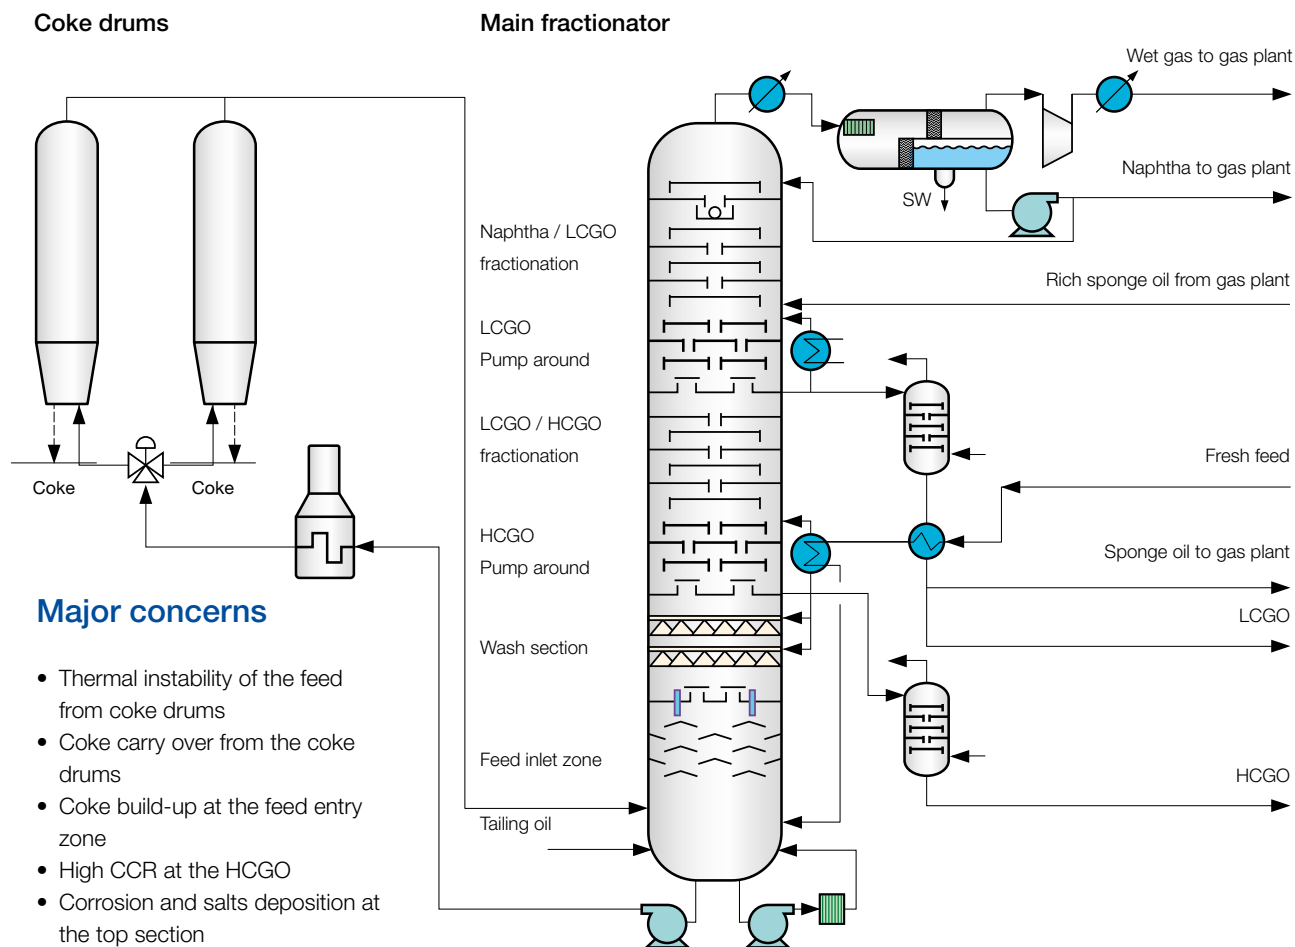 Coke drums
Main fractionator
Wet gas to gas plant
Naphtha to gas plant
SW
Naphtha / LCGO
fractionation
Rich sponge oil from gas plant
LCGO
Pump around
LCGO / HCGO
fractionation
Fresh feed
Coke
Coke
HCGO
Pump around
Sponge oil to gas plant
LCGO
Wash section
Feed inlet zone
HCGO
Tailing oil
Major concerns
• Thermal instability of the feed
from coke drums
• Coke carry over from the coke
drums
• Coke build-up at the feed entry
zone
• High CCR at the HCGO
• Corrosion and salts deposition at
the top section